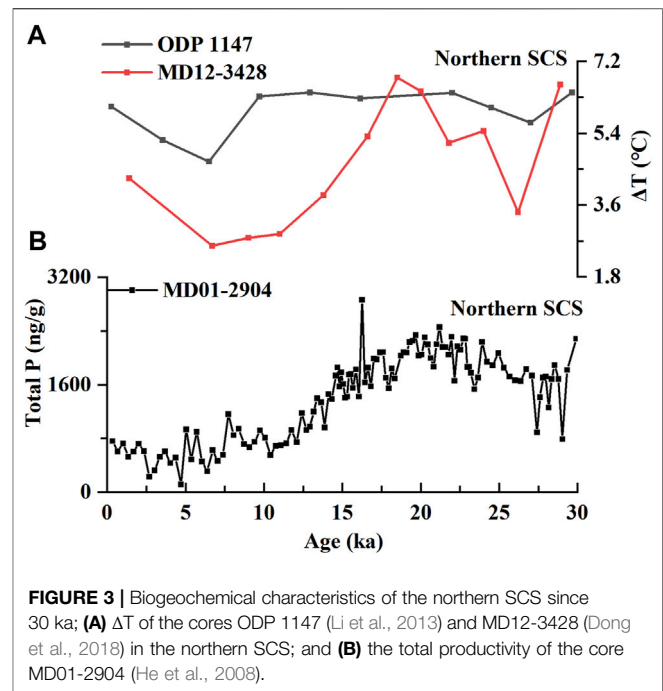 A
ODP 1147
MD12-3428
Northern SCS
7.2
5.4
3.6
1.8
ΔT (℃)
B
MD01-2904
Northern SCS
3200
1600
0
Total P (ng/g)
0 5 10 15 20 25 30
Age (ka)
FIGURE 3 | Biogeochemical characteristics of the northern SCS since
30 ka; (A) ΔT of the cores ODP 1147 (Li et al., 2013) and MD12-3428 (Dong
et al., 2018) in the northern SCS; and (B) the total productivity of the core
MD01-2904 (He et al., 2008).